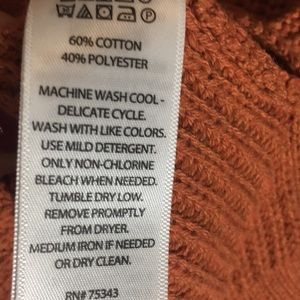 60% COTTON
40% POLYESTER
MACHINE WASH COOL -
DELICATE CYCLE.
WASH WITH LIKE COLORS.
USE MILD DETERGENT.
ONLY NON-CHLORINE
BLEACH WHEN NEEDED.
TUMBLE DRY LOW.
REMOVE PROMPTLY
FROM DRYER.
MEDIUM IRON IF NEEDED
OR DRY CLEAN.
RN# 75343